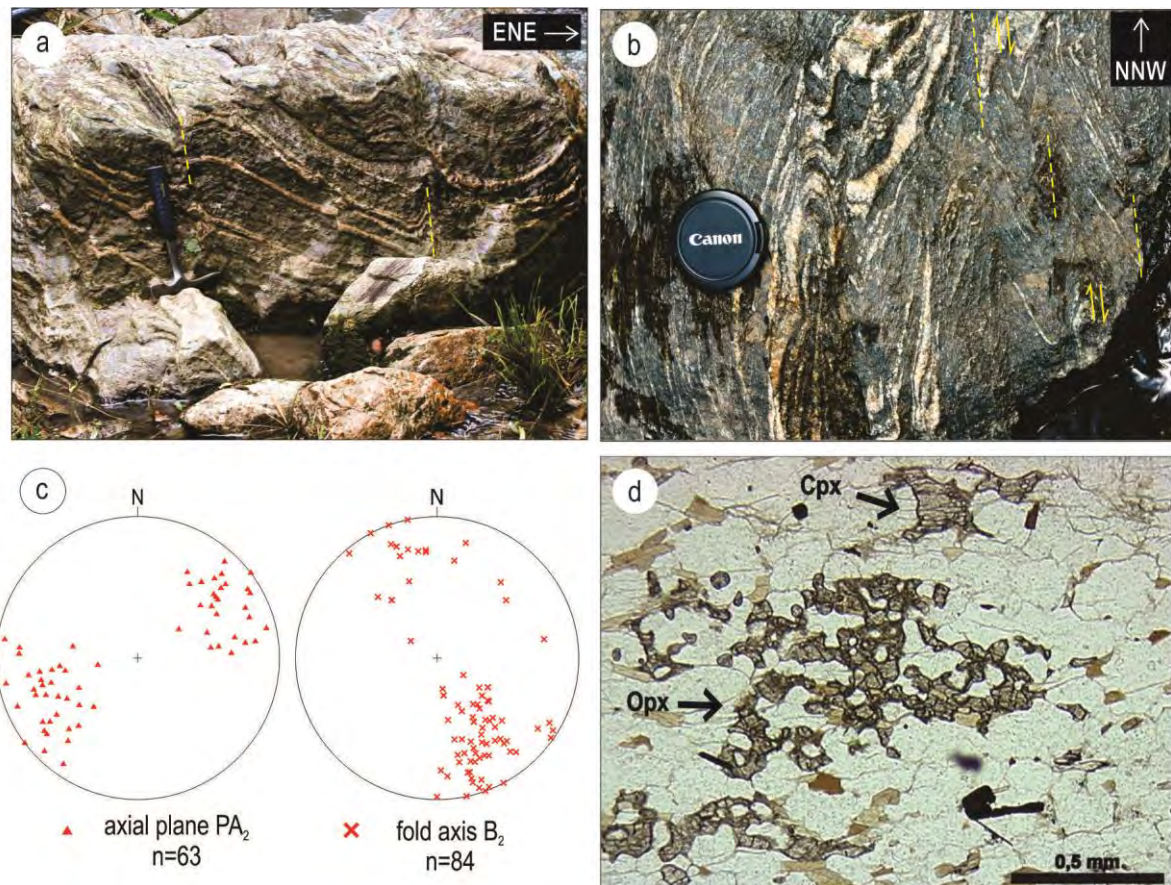 a
ENE →
b
↑
NNW
Canon
c
N
N
▲ axial plane PA₂
n=63
× fold axis B₂
n=84
d
Cpx
Opx
0,5 mm.